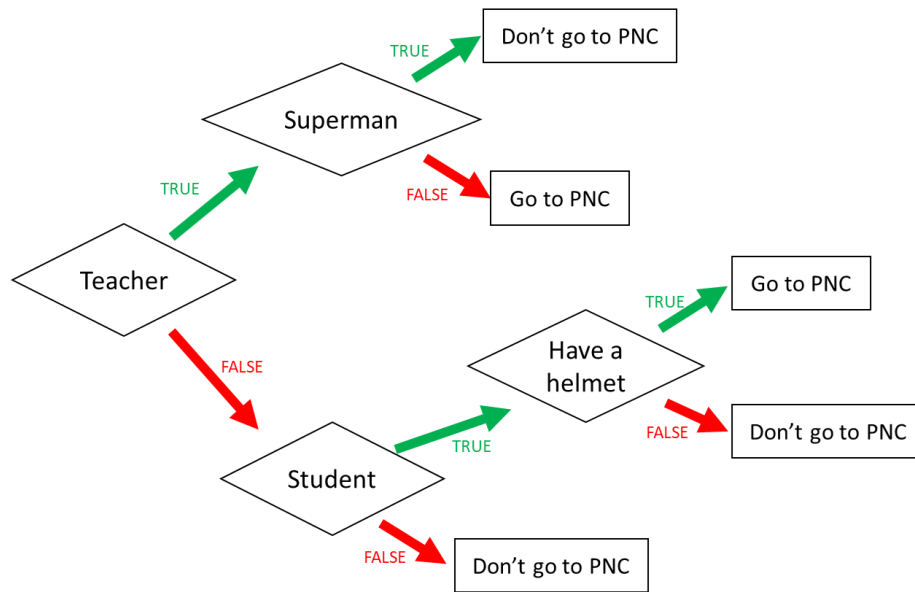 Don't go to PNC
TRUE
Superman
TRUE
FALSE
Go to PNC
Teacher
FALSE
Go to PNC
TRUE
Have a
helmet
FALSE
Don't go to PNC
TRUE
Student
FALSE
Don't go to PNC